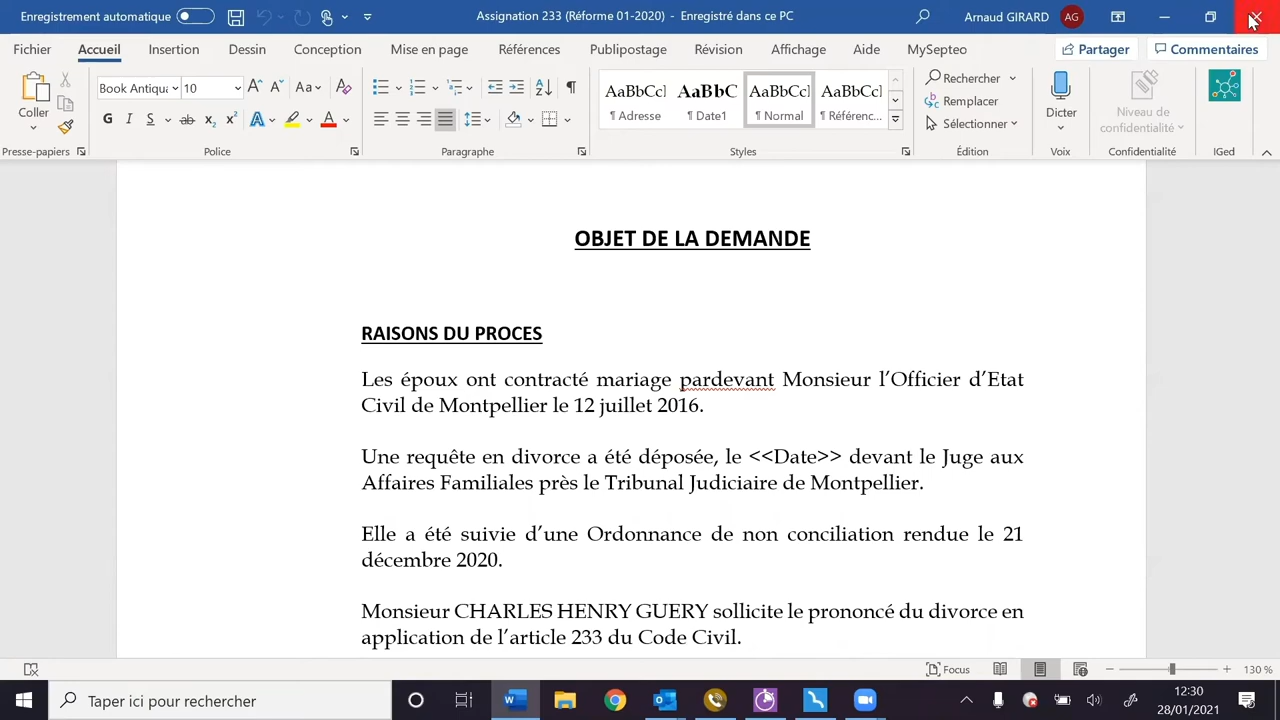 Enregistrement automatique
Assignation 233 (Réforme 01-2020) - Enregistré dans ce PC
Arnaud GIRARD
AG
Fichier Accueil Insertion Dessin Conception Mise en page Références Publipostage Révision Affichage Aide MySepteo
Partager
Commentaires
Coller
Book Antiqua
10
Aa
G I S ab x2 x2 A A
AaBbCcI AaBbC AaBbCcI AaBbCcI
¶ Adresse ¶ Date1 ¶ Normal ¶ Référenc...
Rechercher
Remplacer
Sélectionner
Dicter
Niveau de
confidentialité
Presse-papiers Police Paragraphe Styles Édition Voix Confidentialité IGed
OBJET DE LA DEMANDE
RAISONS DU PROCES
Les époux ont contracté mariage pardevant Monsieur l’Officier d’Etat
Civil de Montpellier le 12 juillet 2016.
Une requête en divorce a été déposée, le <<Date>> devant le Juge aux
Affaires Familiales près le Tribunal Judiciaire de Montpellier.
Elle a été suivie d’une Ordonnance de non conciliation rendue le 21
décembre 2020.
Monsieur CHARLES HENRY GUERY sollicite le prononcé du divorce en
application de l’article 233 du Code Civil.
Focus
130 %
Taper ici pour rechercher
12:30
28/01/2021